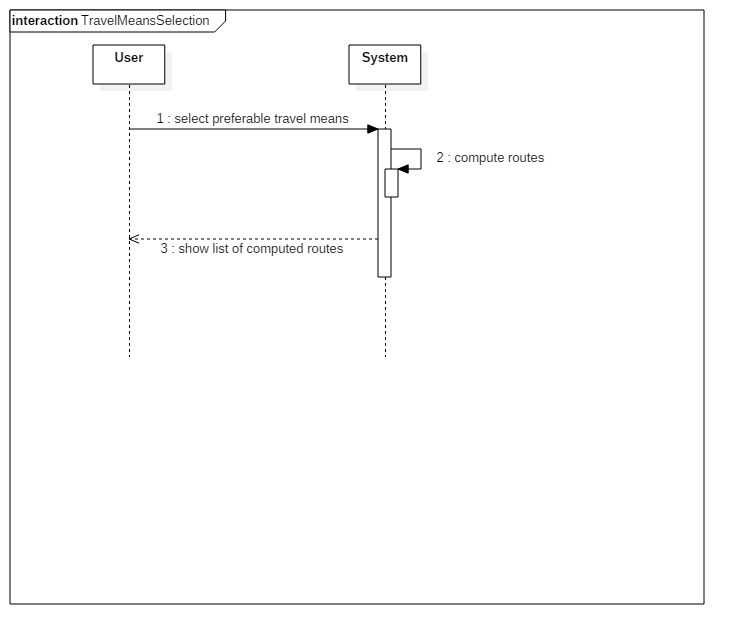 interaction TravelMeansSelection
User
System
1 : select preferable travel means
2 : compute routes
3 : show list of computed routes